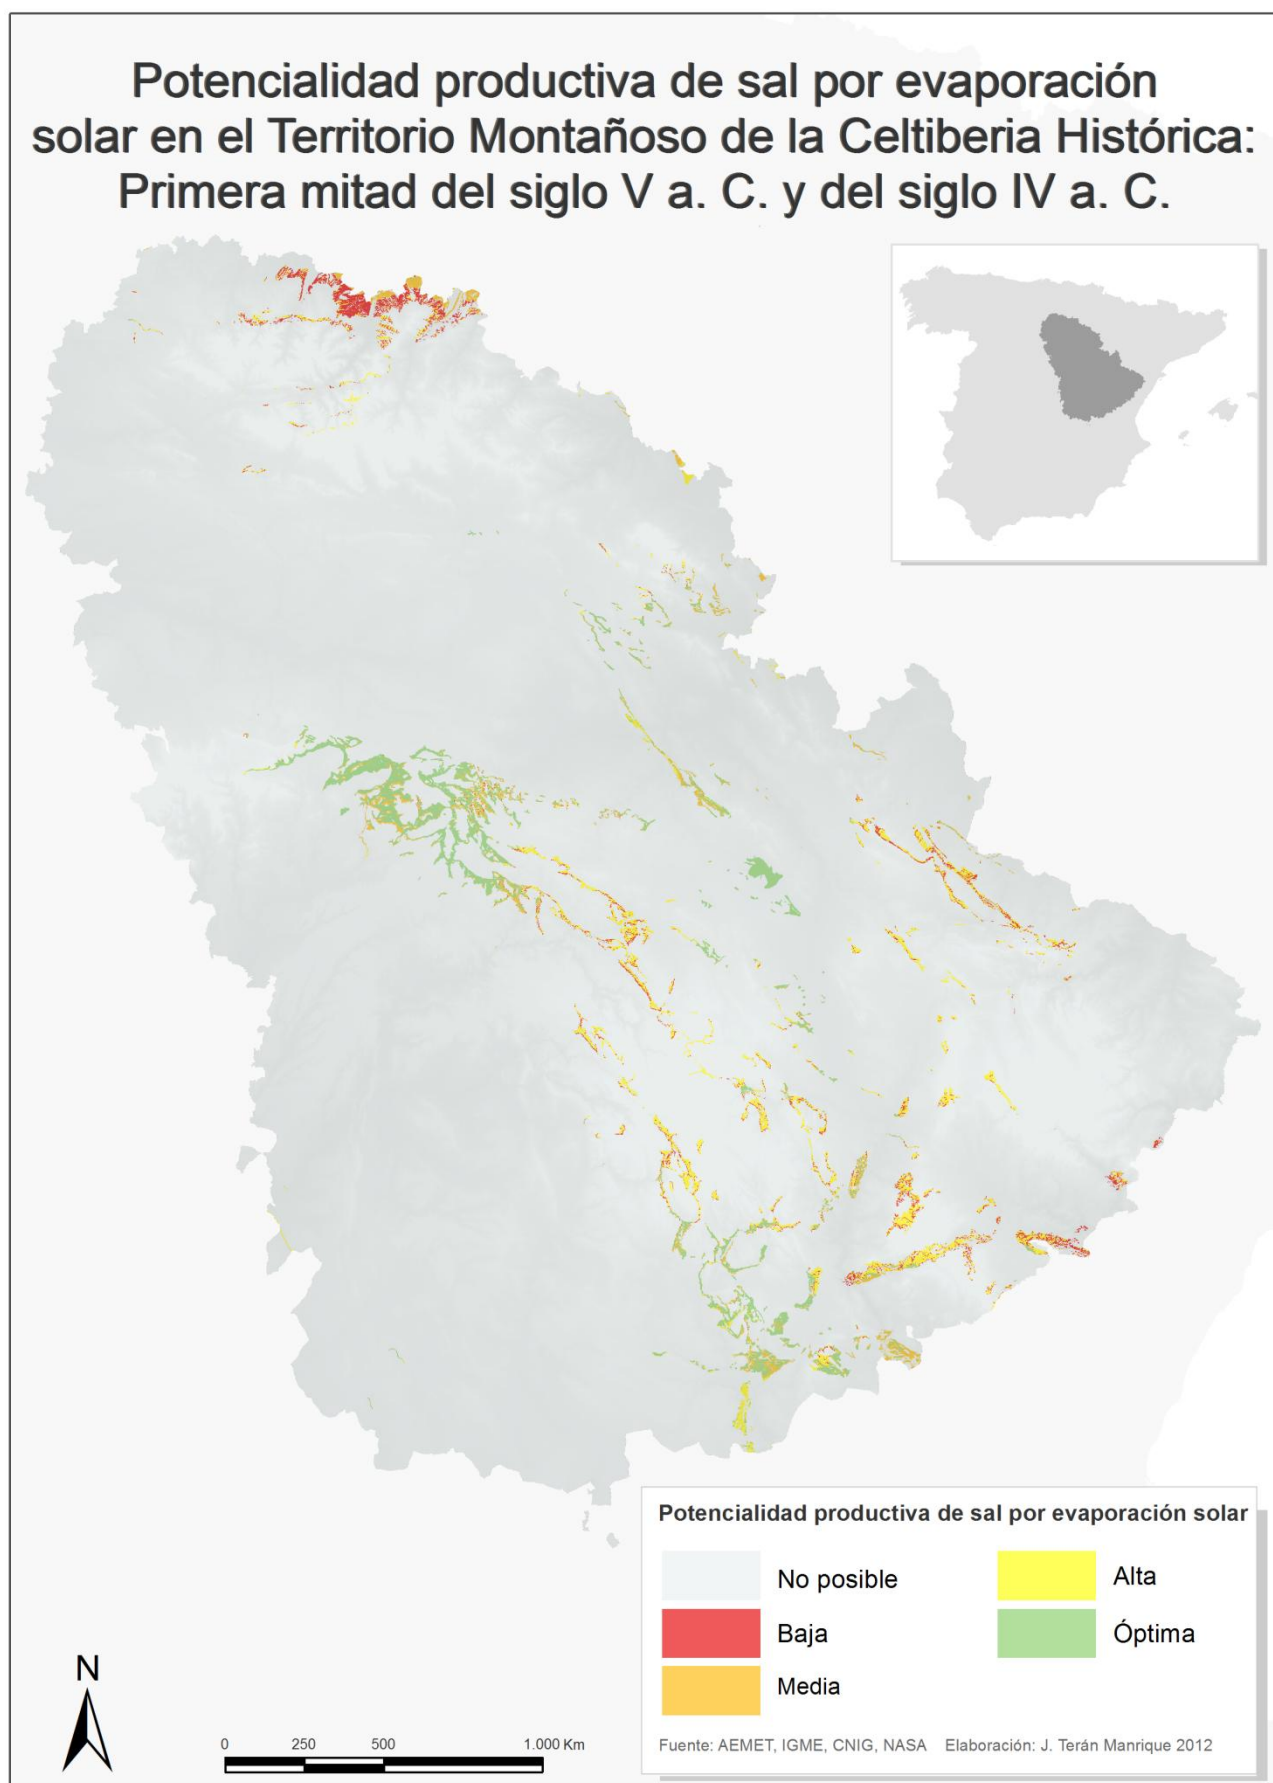 Potencialidad productiva de sal por evaporación
solar en el Territorio Montañoso de la Celtiberia Histórica:
Primera mitad del siglo V a. C. y del siglo IV a. C.
Potencialidad productiva de sal por evaporación solar
No posible
Alta
Baja
Óptima
Media
Fuente: AEMET, IGME, CNIG, NASA Elaboración: J. Terán Manrique 2012
N
0 250 500 1.000 Km